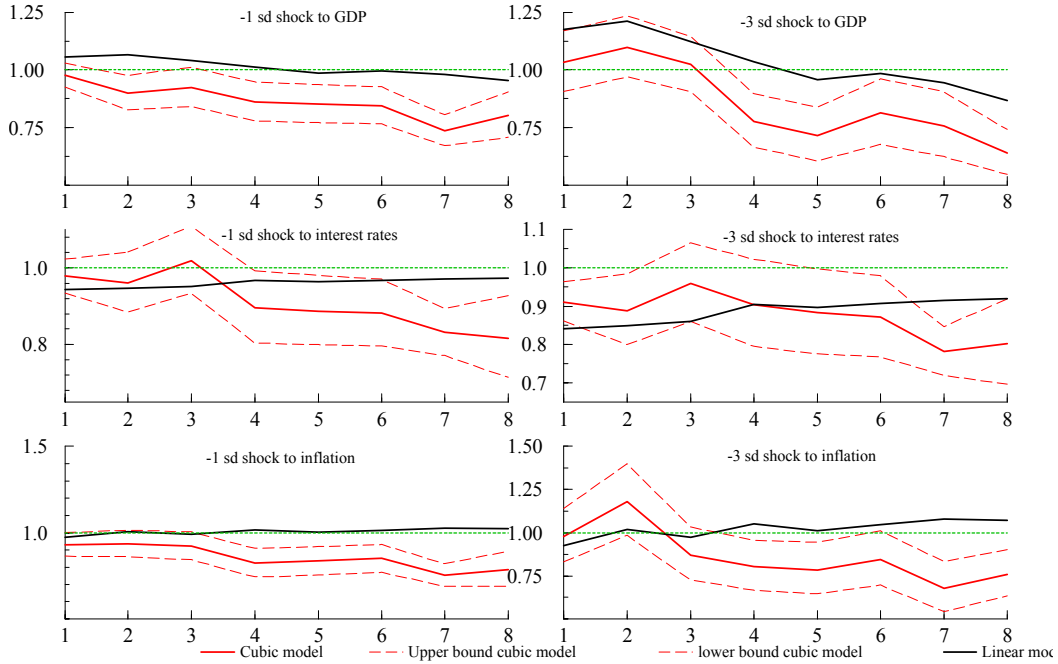 -1 sd shock to GDP
1.25
1.00
0.75
1 2 3 4 5 6 7 8
-3 sd shock to GDP
1.25
1.00
0.75
1 2 3 4 5 6 7 8
-1 sd shock to interest rates
1.0
0.8
1 2 3 4 5 6 7 8
-3 sd shock to interest rates
1.1
1.0
0.9
0.8
0.7
1 2 3 4 5 6 7 8
-1 sd shock to inflation
1.5
1.0
0.5
1 2 3 4 5 6 7 8
-3 sd shock to inflation
1.50
1.25
1.00
0.75
1 2 3 4 5 6 7 8
Cubic model Upper bound cubic model lower bound cubic model Linear mo